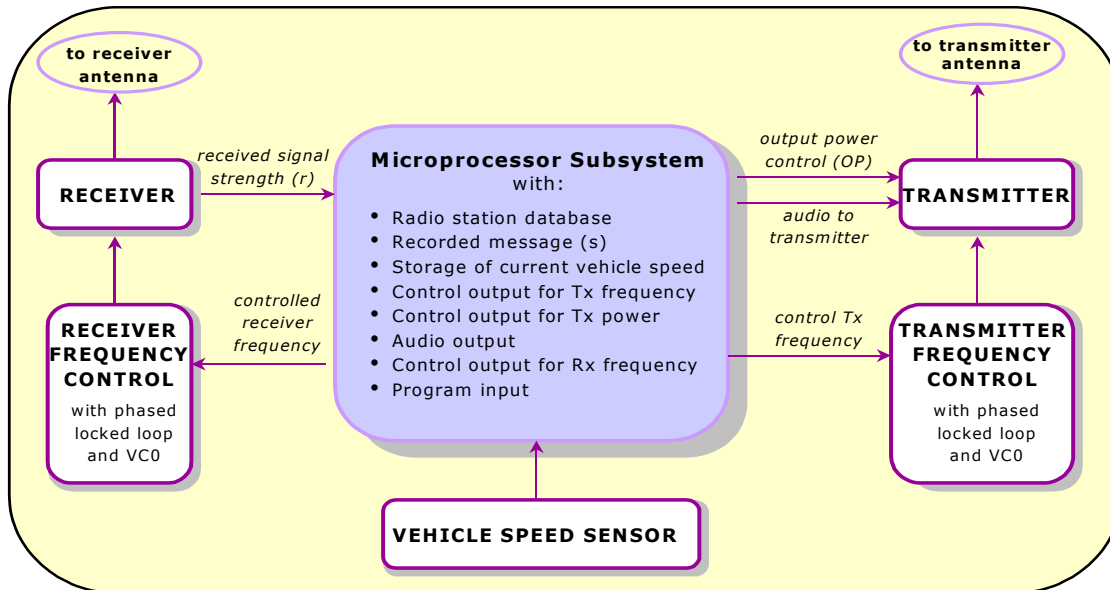 to receiver
antenna
to transmitter
antenna
RECEIVER
received signal
strength (r)
Microprocessor Subsystem
with:
• Radio station database
• Recorded message (s)
• Storage of current vehicle speed
• Control output for Tx frequency
• Control output for Tx power
• Audio output
• Control output for Rx frequency
• Program input
output power
control (OP)
audio to
transmitter
TRANSMITTER
RECEIVER
FREQUENCY
CONTROL
with phased
locked loop
and VC0
controlled
receiver
frequency
control Tx
frequency
TRANSMITTER
FREQUENCY
CONTROL
with phased
locked loop
and VC0
VEHICLE SPEED SENSOR